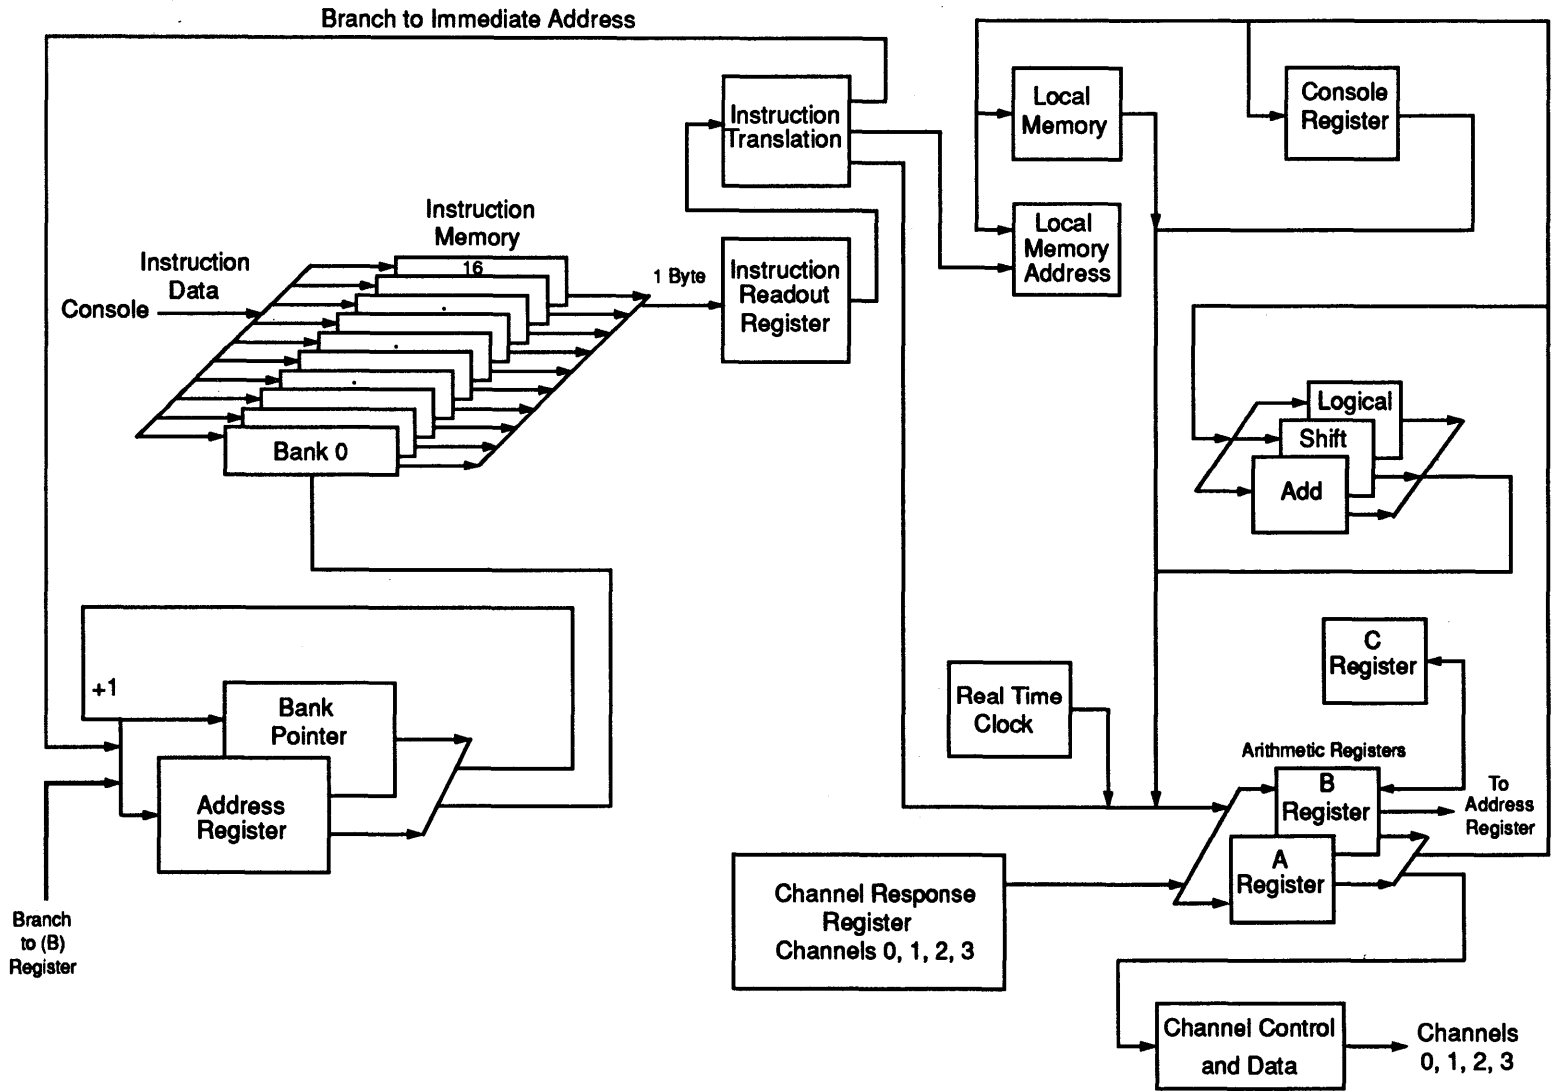 Branch to Immediate Address
Instruction
Translation
Local
Memory
Console
Register
Instruction
Memory
16
Instruction
Data
Console
1 Byte
Instruction
Readout
Register
Local
Memory
Address
Bank 0
Logical
Shift
Add
+1
Bank
Pointer
Address
Register
Branch
to (B)
Register
Real Time
Clock
C
Register
Arithmetic Registers
B
Register
To
Address
Register
A
Register
Channel Response
Register
Channels 0, 1, 2, 3
Channel Control
and Data
Channels
0, 1, 2, 3